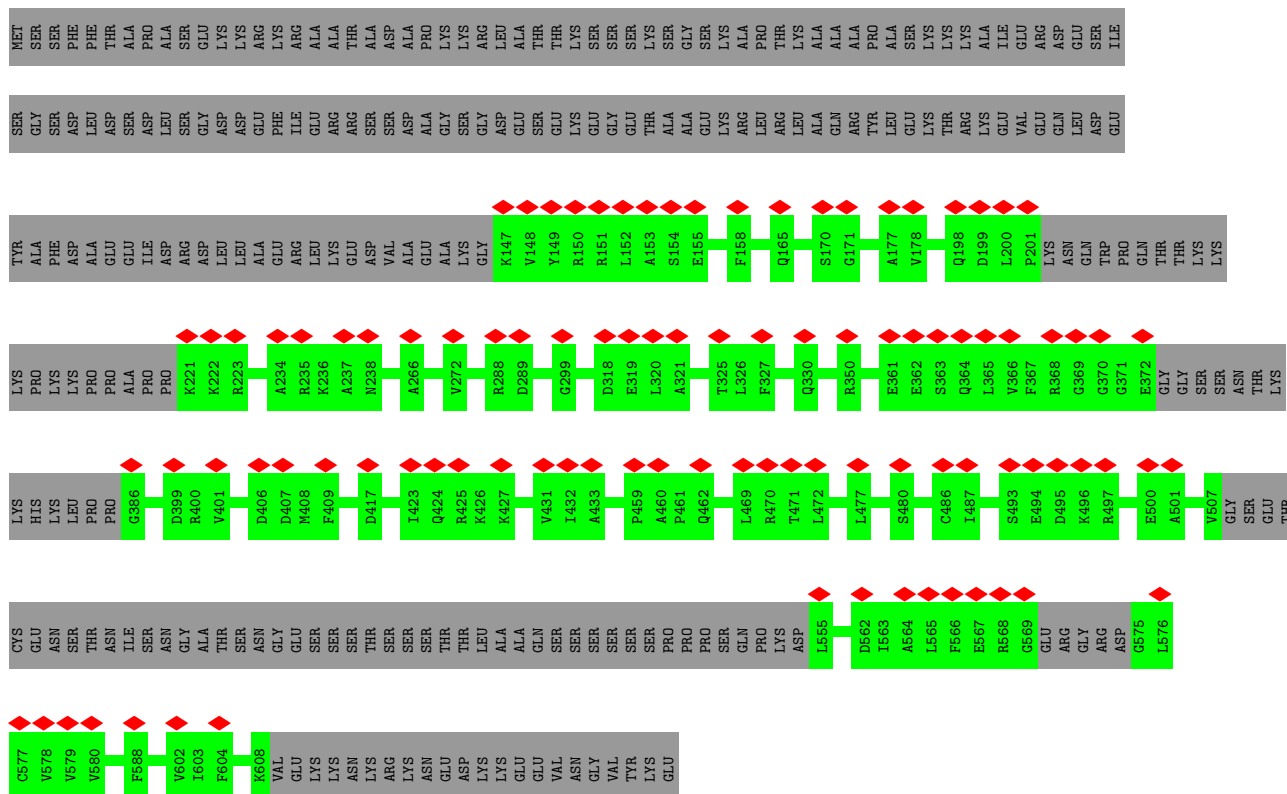 MET SER SER PHE PHE THR ALA PRO ALA SER GLU LYS LYS ARG LYS ARG ALA ALA THR ALA ASP ALA PRO LYS LYS ARG LEU ALA THR THR LYS SER SER SER LYS SER GLY SER LYS ALA PRO THR LYS ALA ALA ALA PRO ALA SER LYS LYS LYS ALA ILE GLU ARG ASP GLU SER ILE
SER GLY SER ASP LEU ASP SER ASP LEU SER GLY ASP ASP GLU PHE ILE GLU ARG ARG SER SER ASP ALA GLY SER GLY ASP GLU SER GLU LYS GLU GLY GLU THR ALA ALA GLU LYS ARG LEU ARG LEU ALA GLN ARG TYR LEU GLU LYS THR ARG LYS GLU VAL GLU GLN LEU ASP GLU
TYR ALA PHE ASP ALA GLU GLU ILE ASP ARG ASP LEU LEU ALA GLU ARG LEU LYS GLU ASP VAL ALA GLU ALA LYS GLY K147 V148 Y149 R150 R151 L152 A153 S154 E155 F158 Q165 S170 G171 A177 V178 Q198 D199 L200 P201 LYS ASN GLN TRP PRO GLN THR THR LYS LYS
LYS PRO LYS LYS PRO PRO ALA PRO PRO K221 K222 R223 A234 R235 K236 A237 N238 A266 V272 R288 D289 G299 D318 E319 L320 A321 T325 L326 F327 Q330 R350 E361 E362 S363 Q364 L365 V366 F367 R368 G369 G370 G371 E372 GLY GLY SER SER ASN THR LYS
LYS HIS LYS LEU PRO PRO G386 D399 R400 V401 D406 D407 M408 F409 D417 I423 Q424 R425 K426 K427 V431 I432 A433 P459 A460 P461 Q462 L469 R470 T471 L472 L477 S480 C486 I487 S493 E494 D495 K496 R497 E500 A501 V507 GLY SER GLU THR
CYS GLU ASN SER THR ASN ILE SER SER ASN GLY ALA THR SER ASN GLY GLU SER SER SER THR SER SER SER THR THR LEU ALA ALA GLN SER SER SER SER SER SER PRO PRO PRO SER GLN PRO LYS ASP L555 D562 I563 A564 L565 F566 E567 R568 G569 GLU ARG GLY ARG ASP G575 L576
C577 V578 V579 V580 F588 V602 I603 F604 K608 VAL GLU LYS LYS ASN LYS ARG LYS ASN GLU ASP LYS LYS GLU GLU VAL ASN GLY VAL TYR LYS GLU